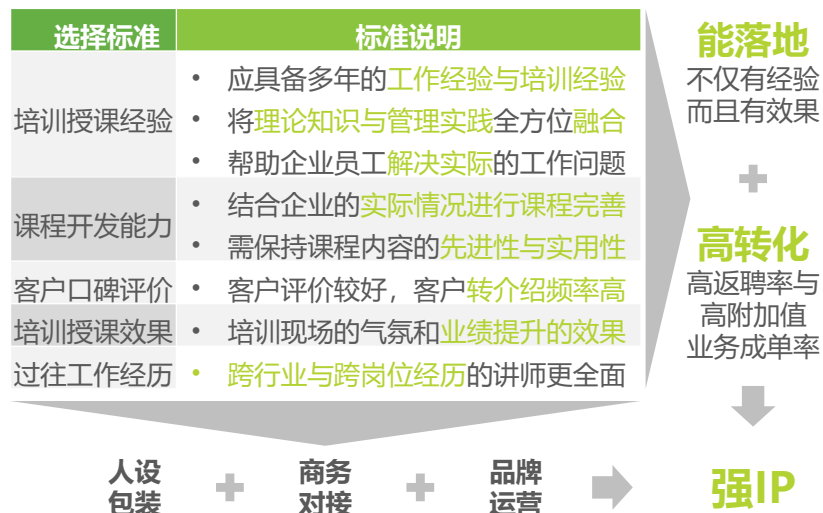 选择标准
标准说明
培训授课经验
• 应具备多年的工作经验与培训经验
• 将理论知识与管理实践全方位融合
• 帮助企业员工解决实际的工作问题
课程开发能力
• 结合企业的实际情况进行课程完善
• 需保持课程内容的先进性与实用性
客户口碑评价
• 客户评价较好，客户转介绍频率高
培训授课效果
• 培训现场的气氛和业绩提升的效果
过往工作经历
• 跨行业与跨岗位经历的讲师更全面
能落地
不仅有经验
而且有效果
高转化
高返聘率与
高附加值
业务成单率
人设
包装
商务
对接
品牌
运营
强IP